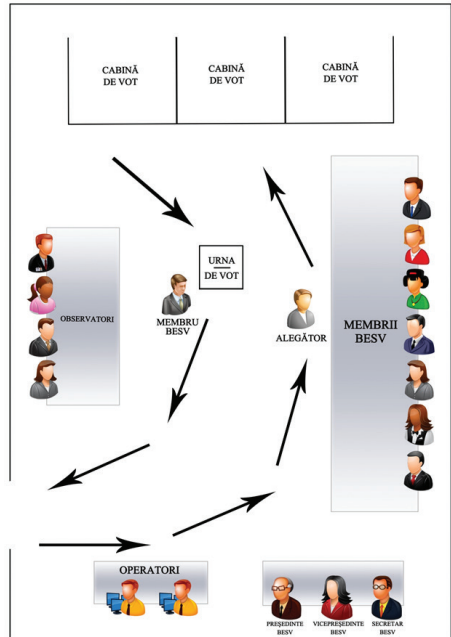 CABINĂ
DE VOT
CABINĂ
DE VOT
CABINĂ
DE VOT
URNA
DE VOT
MEMBRU
BESV
ALEGĂTOR
OBSERVATORI
MEMBRII
BESV
OPERATORI
PREŞEDINTE
BESV
VICEPREŞEDINTE
BESV
SECRETAR
BESV